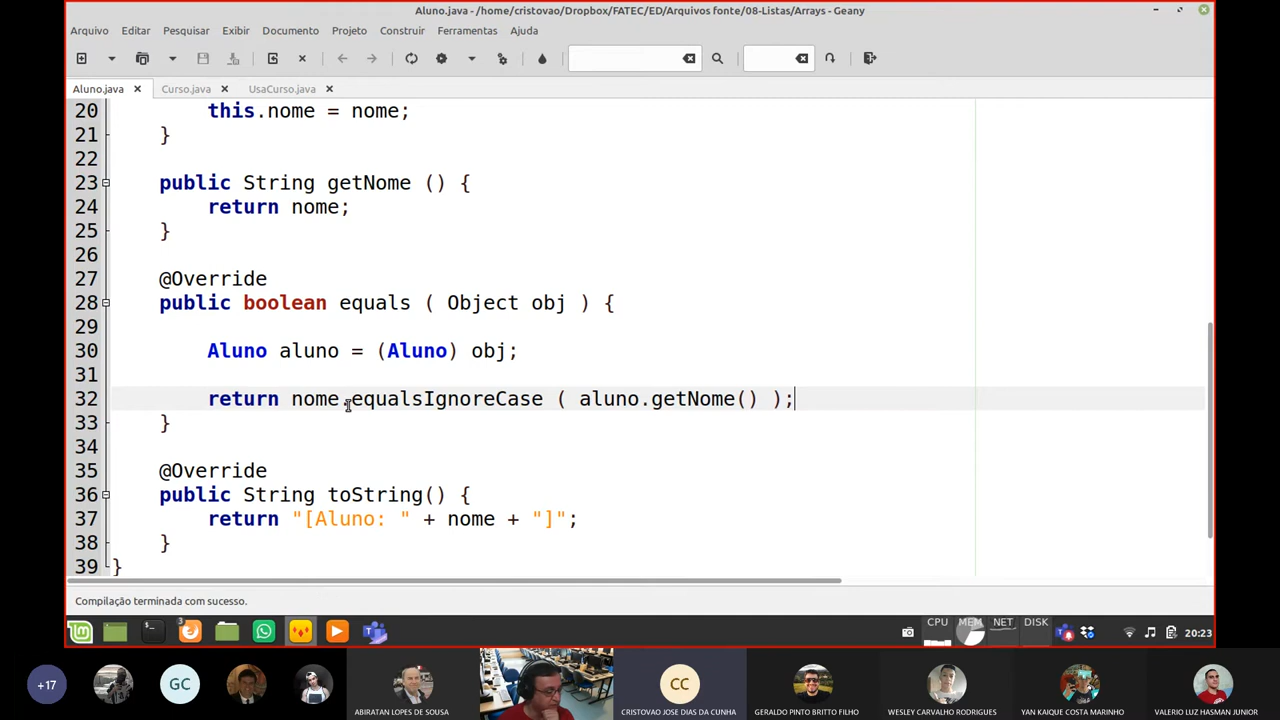 Aluno.java - /home/cristovao/Dropbox/FATEC/ED/Arquivos fonte/08-Listas/Arrays - Geany
Arquivo Editar Pesquisar Exibir Documento Projeto Construir Ferramentas Ajuda
Aluno.java Curso.java UsaCurso.java
20 this.nome = nome;
21 }
22
23 public String getNome () {
24 return nome;
25 }
26
27 @Override
28 public boolean equals ( Object obj ) {
29
30 Aluno aluno = (Aluno) obj;
31
32 return nome.equalsIgnoreCase ( aluno.getNome() );
33 }
34
35 @Override
36 public String toString() {
37 return "[Aluno: " + nome + "]";
38 }
39 }
Compilação terminada com sucesso.
3 CPU MEM NET DISK 20:23
+17 GC CC
ABIRATAN LOPES DE SOUSA CRISTOVAO JOSE DIAS DA CUNHA GERALDO PINTO BRITTO FILHO WESLEY CARVALHO RODRIGUES YAN KAIQUE COSTA MARINHO VALERIO LUZ HASMAN JUNIOR